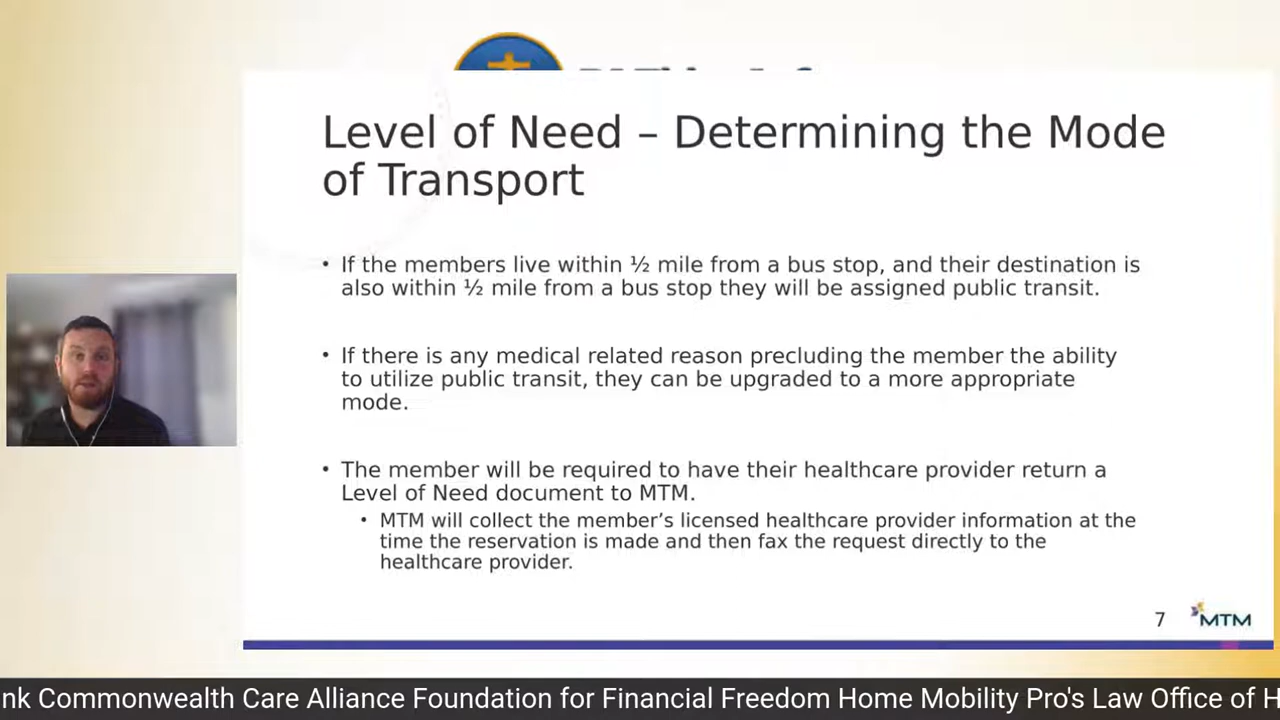 Level of Need – Determining the Mode
of Transport
• If the members live within ½ mile from a bus stop, and their destination is
also within ½ mile from a bus stop they will be assigned public transit.
• If there is any medical related reason precluding the member the ability
to utilize public transit, they can be upgraded to a more appropriate
mode.
• The member will be required to have their healthcare provider return a
Level of Need document to MTM.
• MTM will collect the member’s licensed healthcare provider information at the
time the reservation is made and then fax the request directly to the
healthcare provider.
7
MTM
nk Commonwealth Care Alliance Foundation for Financial Freedom Home Mobility Pro's Law Office of H